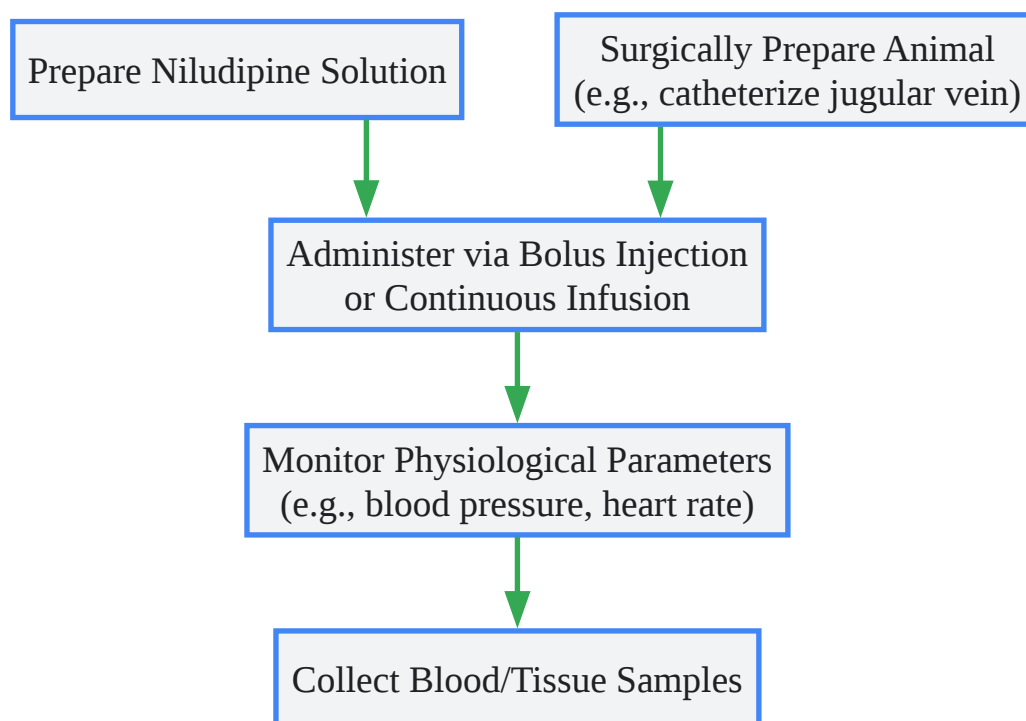 Prepare Niludipine Solution
Surgically Prepare Animal
(e.g., catheterize jugular vein)
Administer via Bolus Injection
or Continuous Infusion
Monitor Physiological Parameters
(e.g., blood pressure, heart rate)
Collect Blood/Tissue Samples